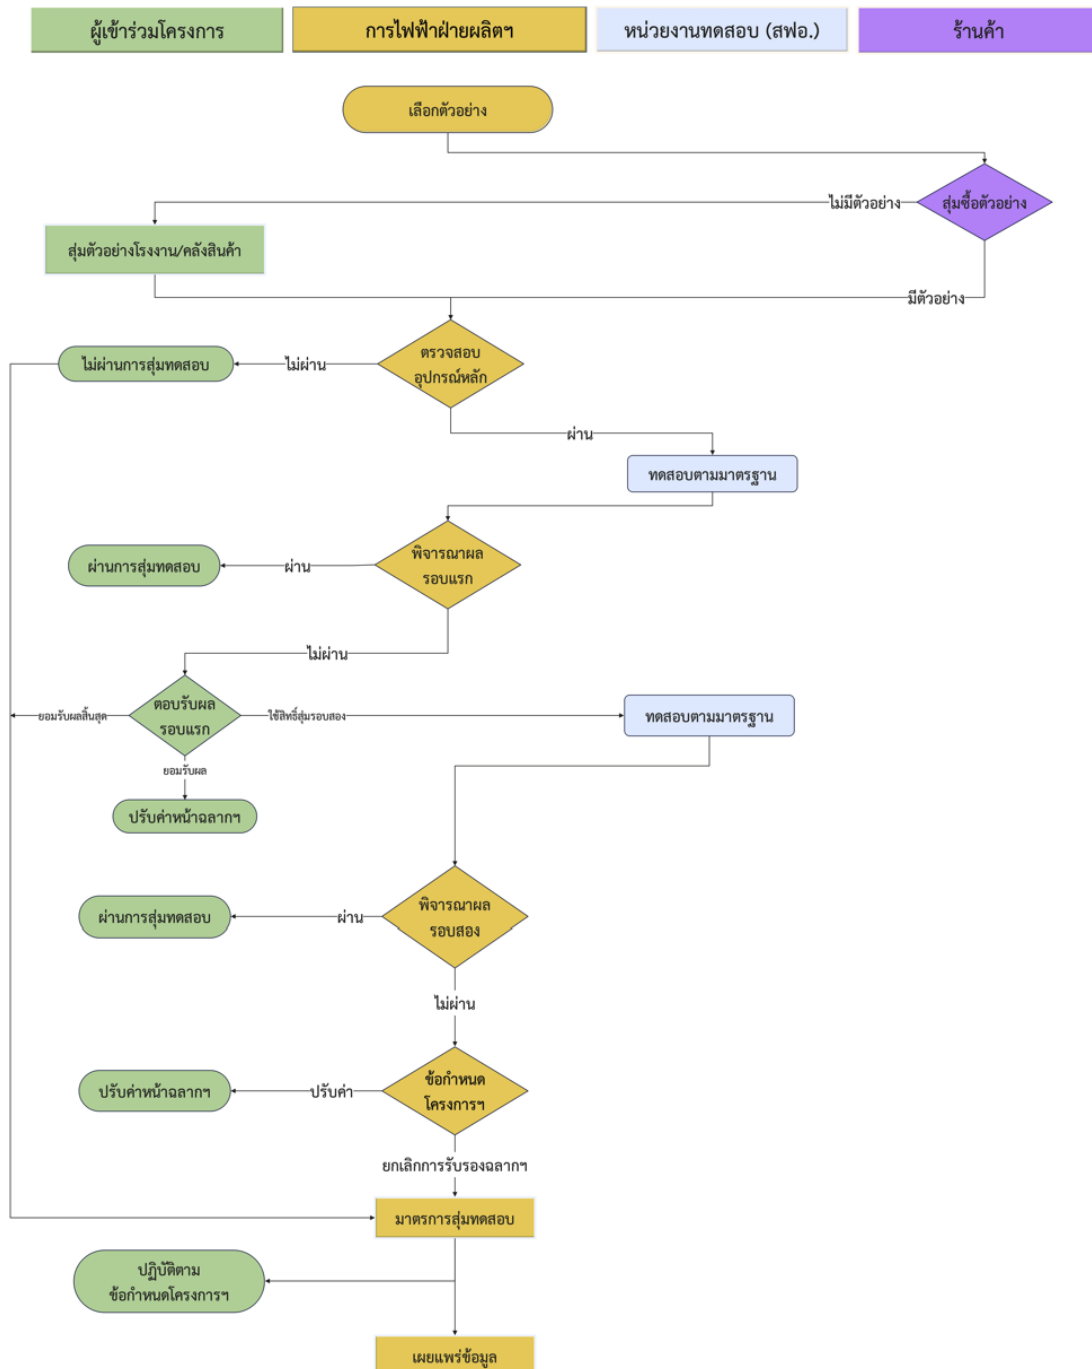 ผู้เข้าร่วมโครงการ
การไฟฟ้าฝ่ายผลิตฯ
หน่วยงานทดสอบ (สฟอ.)
ร้านค้า
เลือกตัวอย่าง
ไม่มีตัวอย่าง
สุ่มซื้อตัวอย่าง
สุ่มตัวอย่างโรงงาน/คลังสินค้า
มีตัวอย่าง
ไม่ผ่านการสุ่มทดสอบ
ไม่ผ่าน
ตรวจสอบ
อุปกรณ์หลัก
ผ่าน
ทดสอบตามมาตรฐาน
ผ่านการสุ่มทดสอบ
ผ่าน
พิจารณาผล
รอบแรก
ไม่ผ่าน
ยอมรับผลสิ้นสุด
ตอบรับผล
รอบแรก
ใช้สิทธิ์สุ่มรอบสอง
ทดสอบตามมาตรฐาน
ยอมรับผล
ปรับค่าหน้าฉลากฯ
ผ่านการสุ่มทดสอบ
ผ่าน
พิจารณาผล
รอบสอง
ไม่ผ่าน
ปรับค่าหน้าฉลากฯ
ปรับค่า
ข้อกำหนด
โครงการฯ
ยกเลิกการรับรองฉลากฯ
มาตรการสุ่มทดสอบ
ปฏิบัติตาม
ข้อกำหนดโครงการฯ
เผยแพร่ข้อมูล